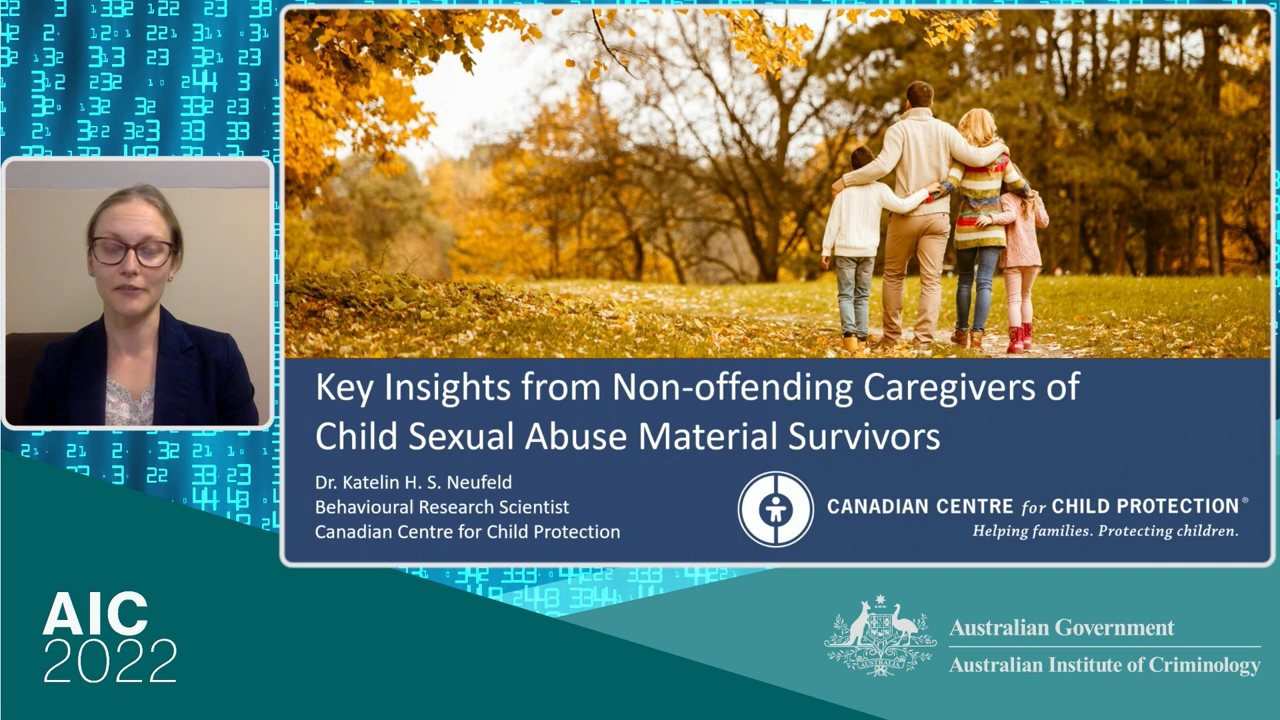 Key Insights from Non-offending Caregivers of
Child Sexual Abuse Material Survivors
Dr. Katelin H. S. Neufeld
Behavioural Research Scientist
Canadian Centre for Child Protection
CANADIAN CENTRE for CHILD PROTECTION®
Helping families. Protecting children.
AIC
2022
Australian Government
Australian Institute of Criminology